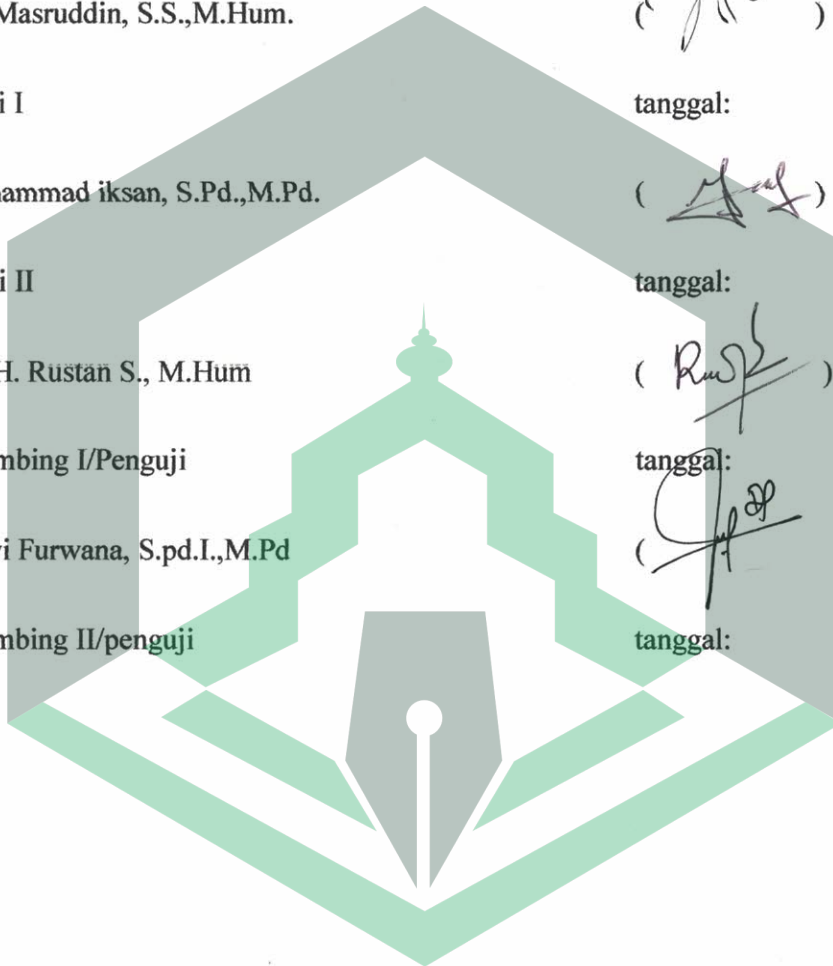 Masruddin, S.S.,M.Hum. ( )
i I tanggal:
ammad iksan, S.Pd.,M.Pd. ( )
i II tanggal:
H. Rustan S., M.Hum ( )
mbing I/Penguji tanggal:
i Furwana, S.pd.I.,M.Pd (
mbing II/penguji tanggal: